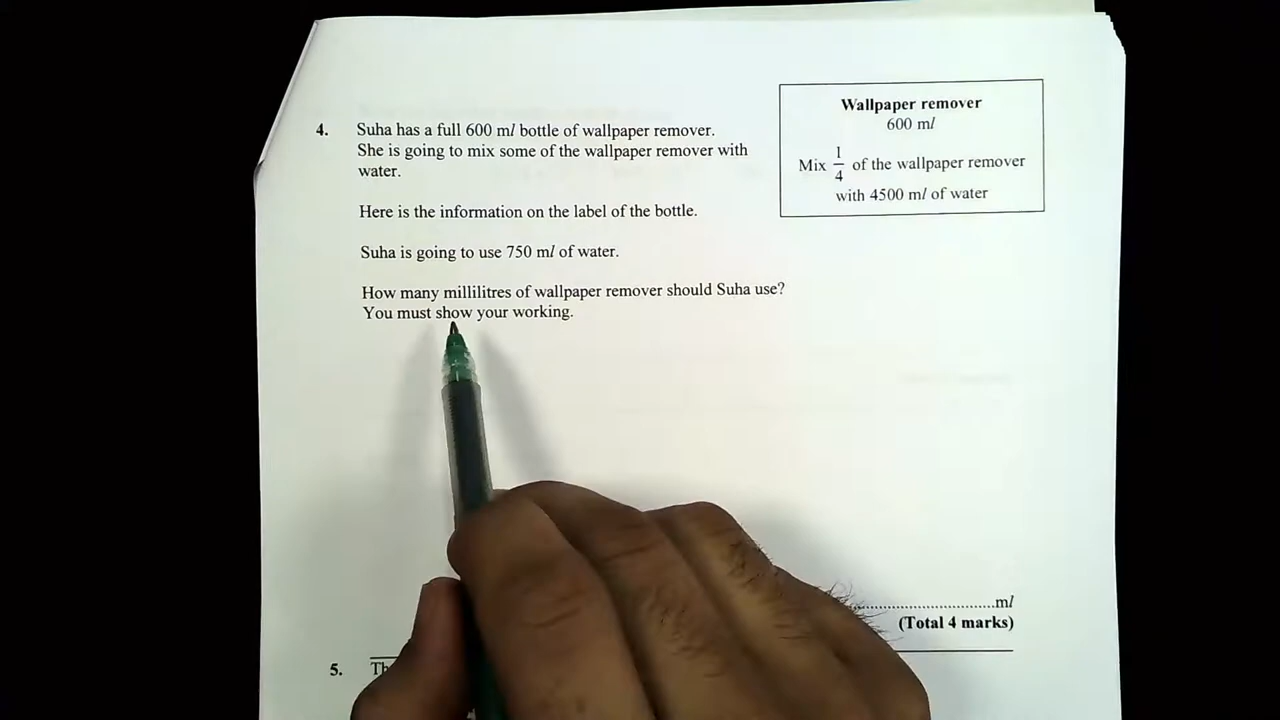 4. Suha has a full 600 ml bottle of wallpaper remover.
She is going to mix some of the wallpaper remover with
water.
Here is the information on the label of the bottle.
Suha is going to use 750 ml of water.
How many millilitres of wallpaper remover should Suha use?
You must show your working.
Wallpaper remover
600 ml
Mix 1/4 of the wallpaper remover
with 4500 ml of water
..............................ml
(Total 4 marks)
5.